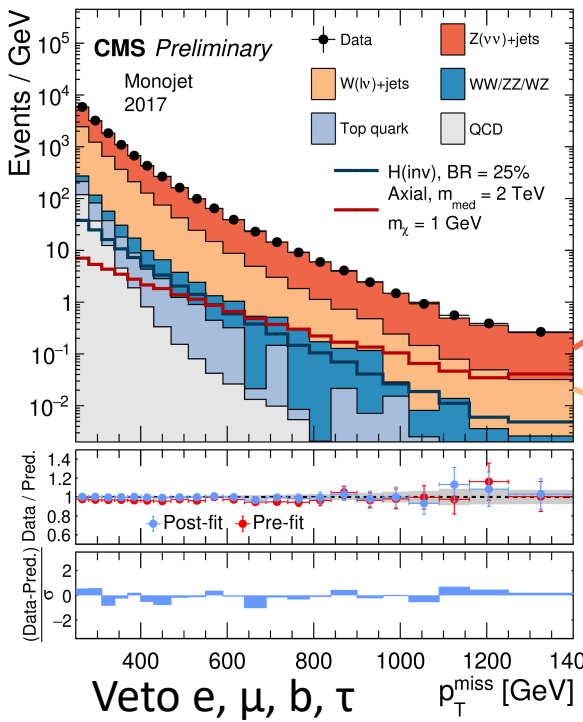 CMS Preliminary
Monojet
2017
Data
Z(νν)+jets
W(lν)+jets
WW/ZZ/WZ
Top quark
QCD
H(inv), BR = 25%
Axial, m_med = 2 TeV
m_χ = 1 GeV
Events / GeV
10^5
10^4
10^3
10^2
10
1
10^−1
10^−2
Data / Pred.
1.4
1.2
1
0.8
0.6
Post-fit
Pre-fit
(Data-Pred.)
σ
2
0
−2
400 600 800 1000 1200 1400
Veto e, μ, b, τ
p_T^miss [GeV]